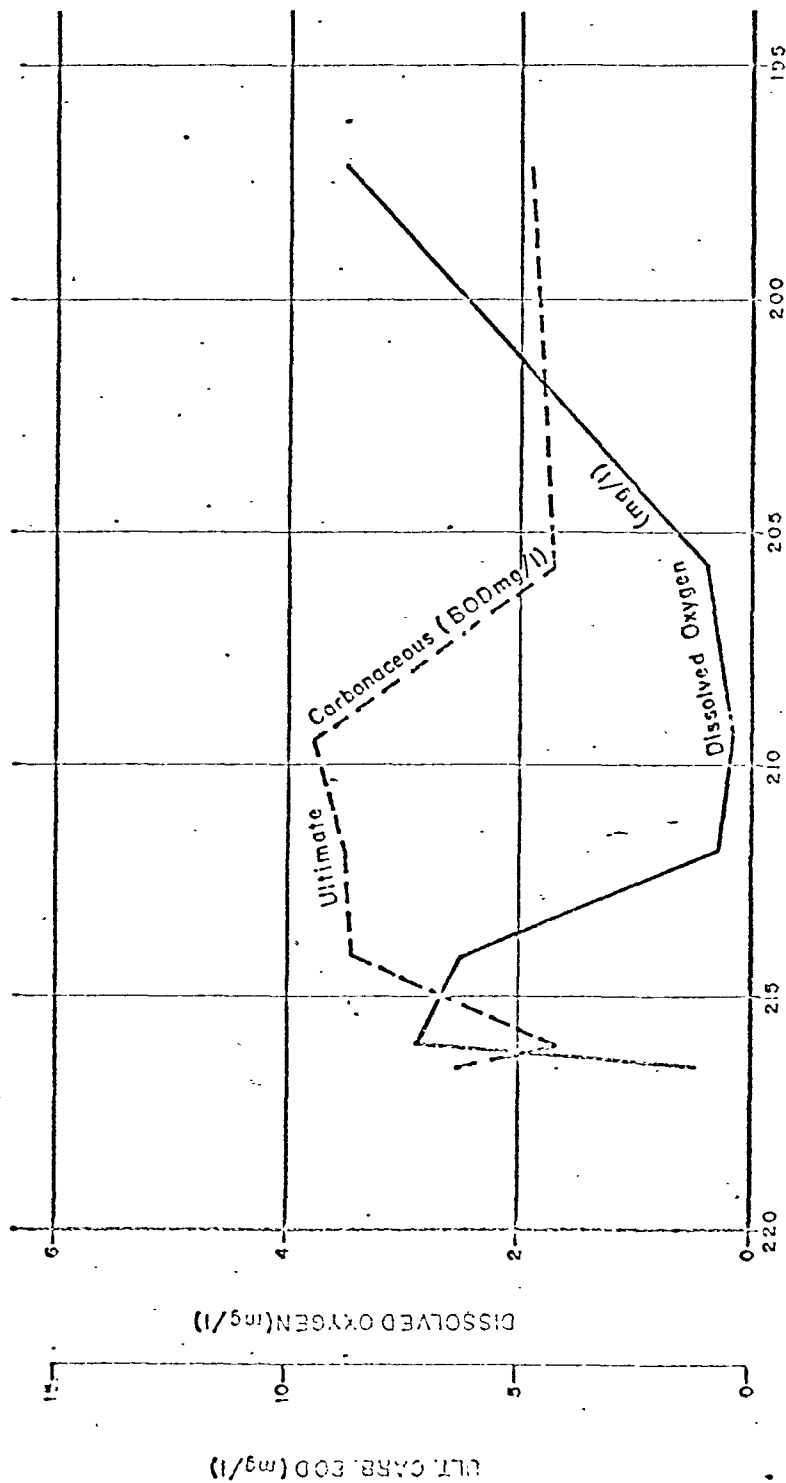 ULT. CARB. BOD (mg/l)
15
10
5
0
DISSOLVED OXYGEN (mg/l)
6
4
2
0
220
215
210
205
200
195
Ultimate
Carbonaceous (BOD mg/l)
Dissolved Oxygen
(mg/l)